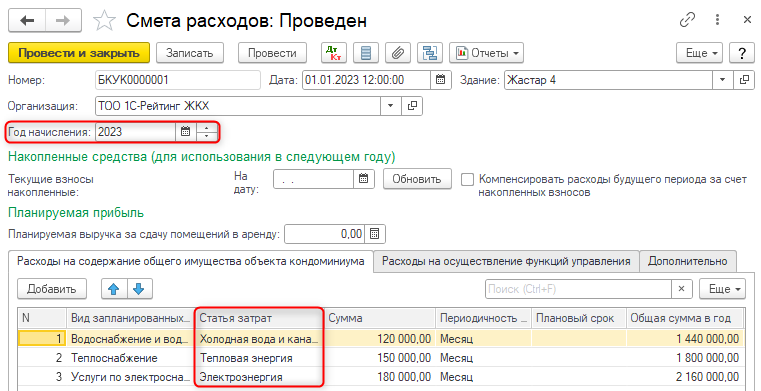 Смета расходов: Проведен
Провести и закрыть Записать Провести Дт Кт Отчеты Еще ?
Номер: БКУК0000001 Дата: 01.01.2023 12:00:00 Здание: Жастар 4
Организация: ТОО 1С-Рейтинг ЖКХ
Год начисления: 2023
Накопленные средства (для использования в следующем году)
Текущие взносы накопленные: На дату: . . Обновить Компенсировать расходы будущего периода за счет накопленных взносов
Планируемая прибыль
Планируемая выручка за сдачу помещений в аренду: 0,00
Расходы на содержание общего имущества объекта кондоминиума Расходы на осуществление функций управления Дополнительно
Добавить Поиск (Ctrl+F) × Еще
N Вид запланированных... Статья затрат Сумма Периодичность ... Плановый срок Общая сумма в год
1 Водоснабжение и вод... Холодная вода и кана... 120 000,00 Месяц 1 440 000,00
2 Теплоснабжение Тепловая энергия 150 000,00 Месяц 1 800 000,00
3 Услуги по электросна... Электроэнергия 180 000,00 Месяц 2 160 000,00